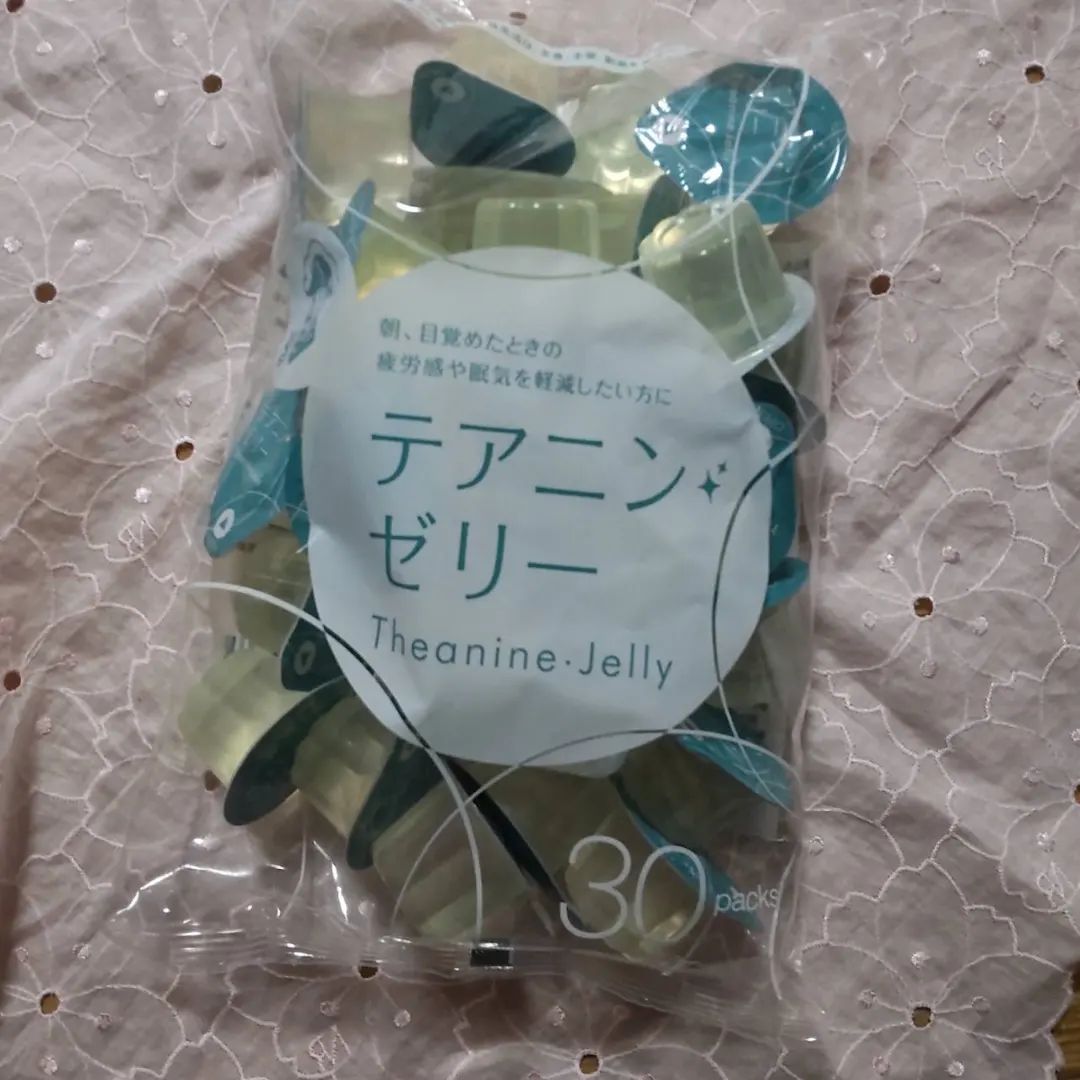 朝、目覚めたときの
疲労感や眠気を軽減したい方に
テアニン
ゼリー
Theanine·Jelly
30 packs